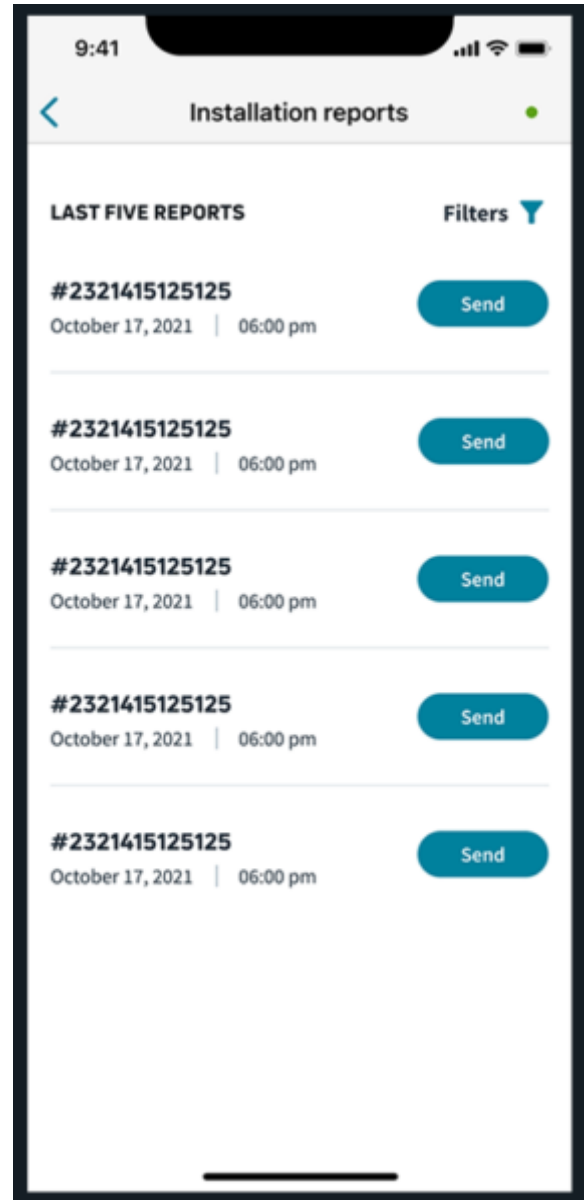 9:41
Installation reports
LAST FIVE REPORTS
Filters
#2321415125125
Send
October 17, 2021 | 06:00 pm
#2321415125125
Send
October 17, 2021 | 06:00 pm
#2321415125125
Send
October 17, 2021 | 06:00 pm
#2321415125125
Send
October 17, 2021 | 06:00 pm
#2321415125125
Send
October 17, 2021 | 06:00 pm